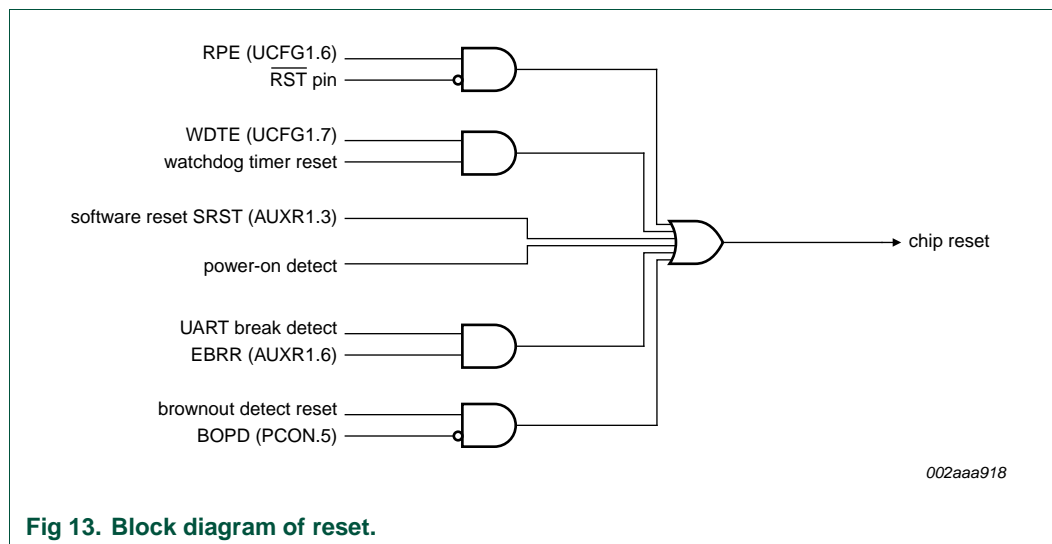 RPE (UCFG1.6)
RST pin
WDTE (UCFG1.7)
watchdog timer reset
software reset SRST (AUXR1.3)
power-on detect
chip reset
UART break detect
EBRR (AUXR1.6)
brownout detect reset
BOPD (PCON.5)
002aaa918
Fig 13. Block diagram of reset.